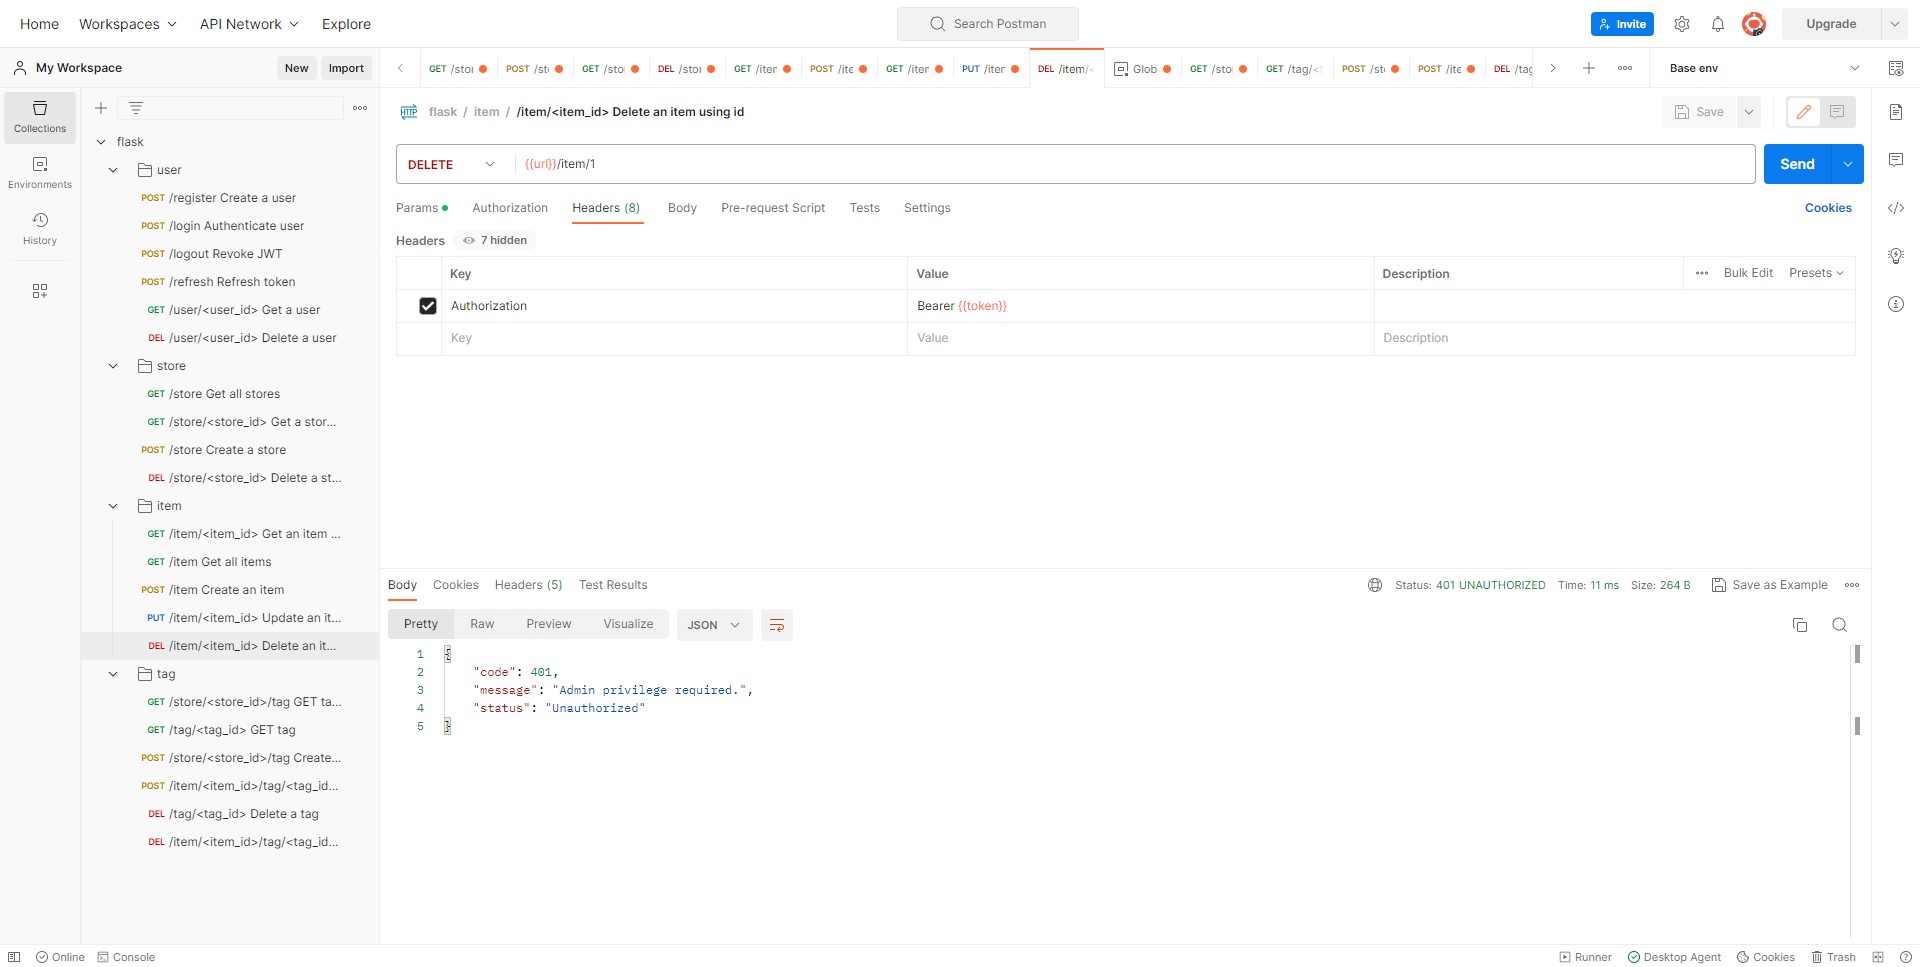 Home
Workspaces
API Network
Explore
Search Postman
Invite
Upgrade
My Workspace
New
Import
GET /stor
POST /st
GET /sto
DEL /stor
GET /iten
POST /ite
GET /iten
PUT /iten
DEL /item/<
Glob
GET /sto
GET /tag/<t
POST /st
POST /ite
DEL /tag
Base env
Collections
Environments
History
flask
user
POST /register Create a user
POST /login Authenticate user
POST /logout Revoke JWT
POST /refresh Refresh token
GET /user/<user_id> Get a user
DEL /user/<user_id> Delete a user
store
GET /store Get all stores
GET /store/<store_id> Get a stor...
POST /store Create a store
DEL /store/<store_id> Delete a st...
item
GET /item/<item_id> Get an item ...
GET /item Get all items
POST /item Create an item
PUT /item/<item_id> Update an it...
DEL /item/<item_id> Delete an it...
tag
GET /store/<store_id>/tag GET ta...
GET /tag/<tag_id> GET tag
POST /store/<store_id>/tag Create...
POST /item/<item_id>/tag/<tag_id...
DEL /tag/<tag_id> Delete a tag
DEL /item/<item_id>/tag/<tag_id...
HTTP flask / item / /item/<item_id> Delete an item using id
Save
DELETE
{{url}}/item/1
Send
Params
Authorization
Headers (8)
Body
Pre-request Script
Tests
Settings
Cookies
Headers
7 hidden
Key
Value
Description
Bulk Edit
Presets
Authorization
Bearer {{token}}
Key
Value
Description
Body
Cookies
Headers (5)
Test Results
Status: 401 UNAUTHORIZED
Time: 11 ms
Size: 264 B
Save as Example
Pretty
Raw
Preview
Visualize
JSON
1 {
2 "code": 401,
3 "message": "Admin privilege required.",
4 "status": "Unauthorized"
5 }
Online
Console
Runner
Desktop Agent
Cookies
Trash